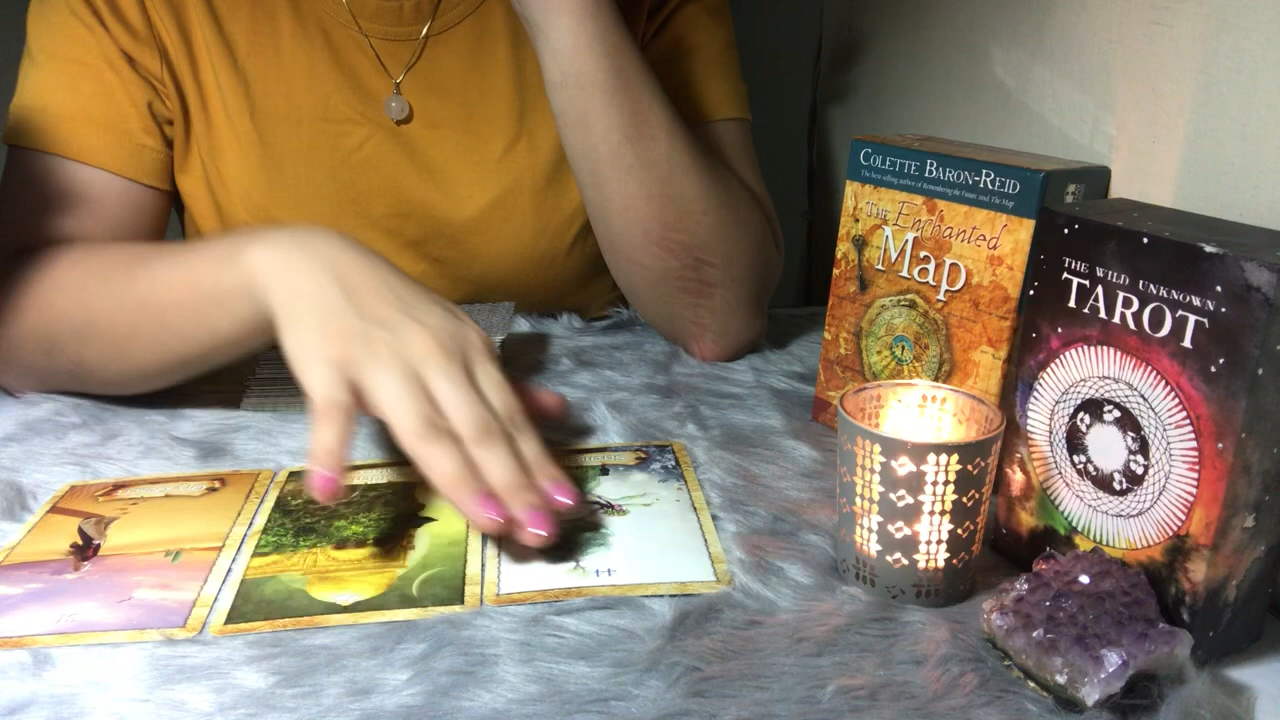 COLETTE BARON-REID
The best-selling author of Remembering the Future and The Map
THE Enchanted
Map
THE WILD UNKNOWN
TAROT